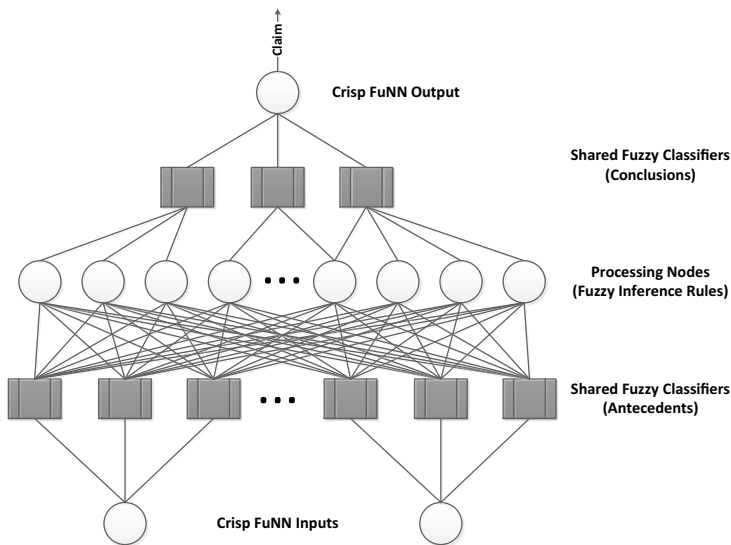 Claim
Crisp FuNN Output
Shared Fuzzy Classifiers
(Conclusions)
Processing Nodes
(Fuzzy Inference Rules)
Shared Fuzzy Classifiers
(Antecedents)
Crisp FuNN Inputs